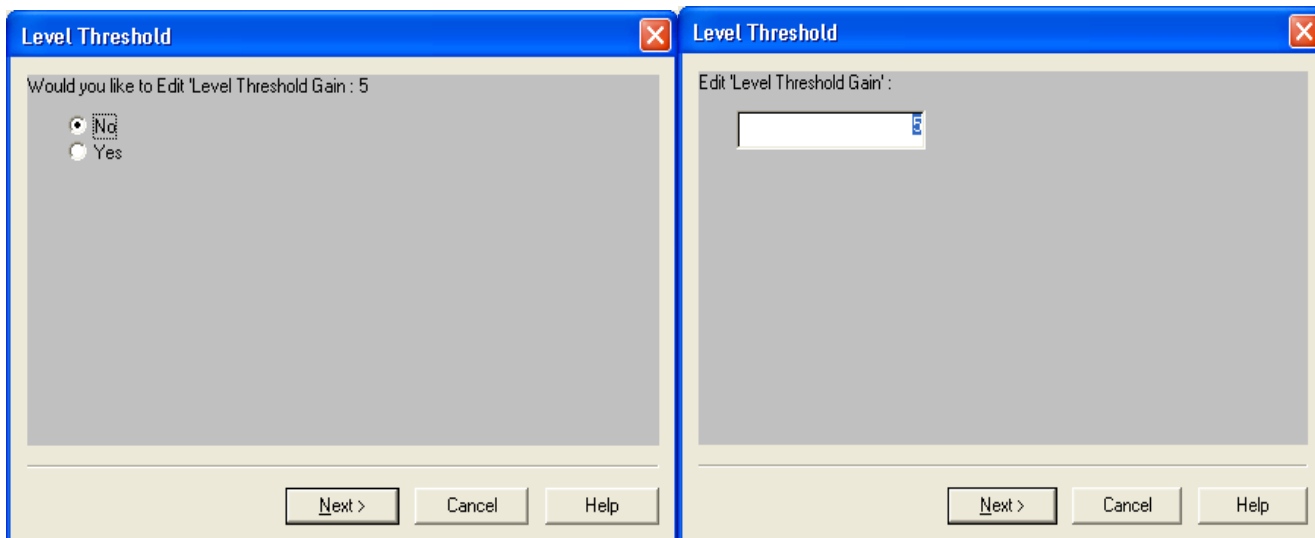 Level Threshold
Would you like to Edit 'Level Threshold Gain : 5
No
Yes
Next >
Cancel
Help
Level Threshold
Edit 'Level Threshold Gain' :
5
Next >
Cancel
Help